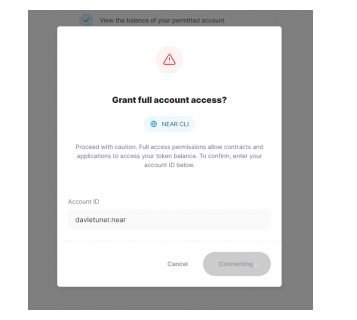 View the balance of your permitted account
Grant full account access?
NEAR CLI
Proceed with caution. Full access permissions allow contracts and
applications to access your token balance. To confirm, enter your
account ID below.
Account ID
davletuner.near
Cancel
Connecting